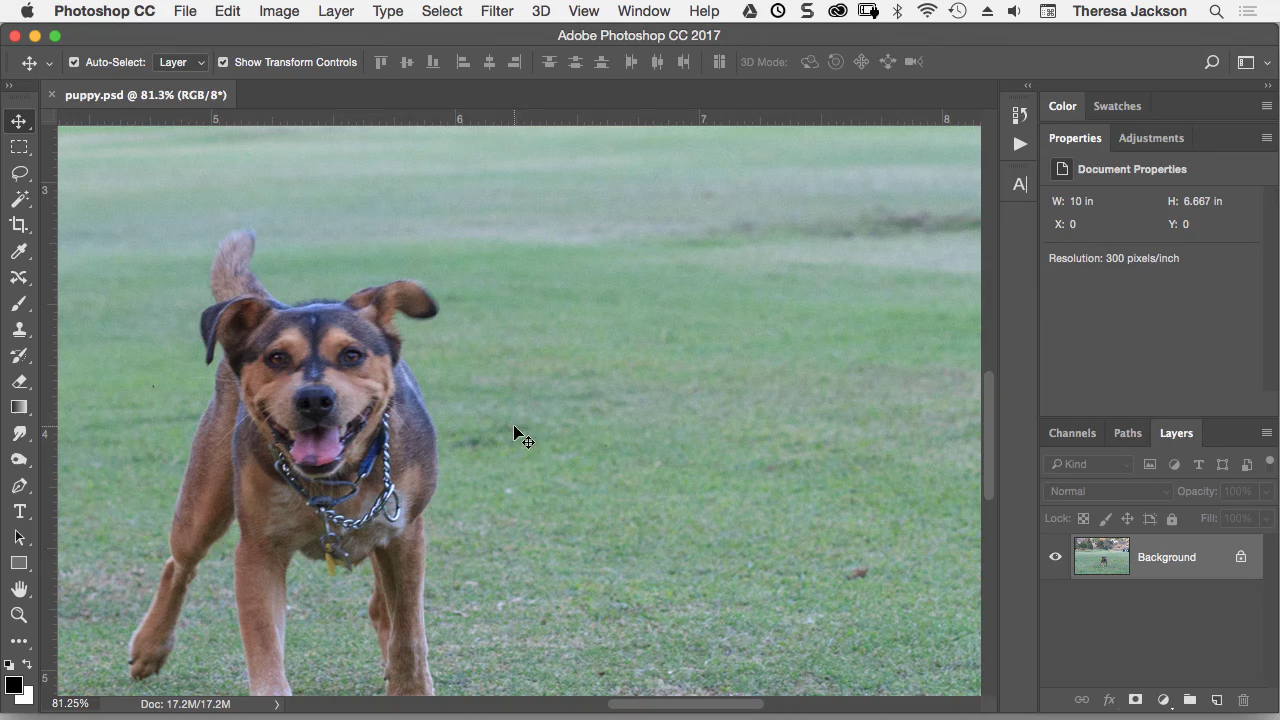 Photoshop CC File Edit Image Layer Type Select Filter 3D View Window Help Theresa Jackson
Adobe Photoshop CC 2017
Auto-Select: Layer Show Transform Controls 3D Mode:
× puppy.psd @ 81.3% (RGB/8*)
5 6 7 8
3
4
5
Color Swatches
Properties Adjustments
Document Properties
W: 10 in H: 6.667 in
X: 0 Y: 0
Resolution: 300 pixels/inch
Channels Paths Layers
Kind
Normal Opacity: 100%
Lock: Fill: 100%
Background
81.25% Doc: 17.2M/17.2M